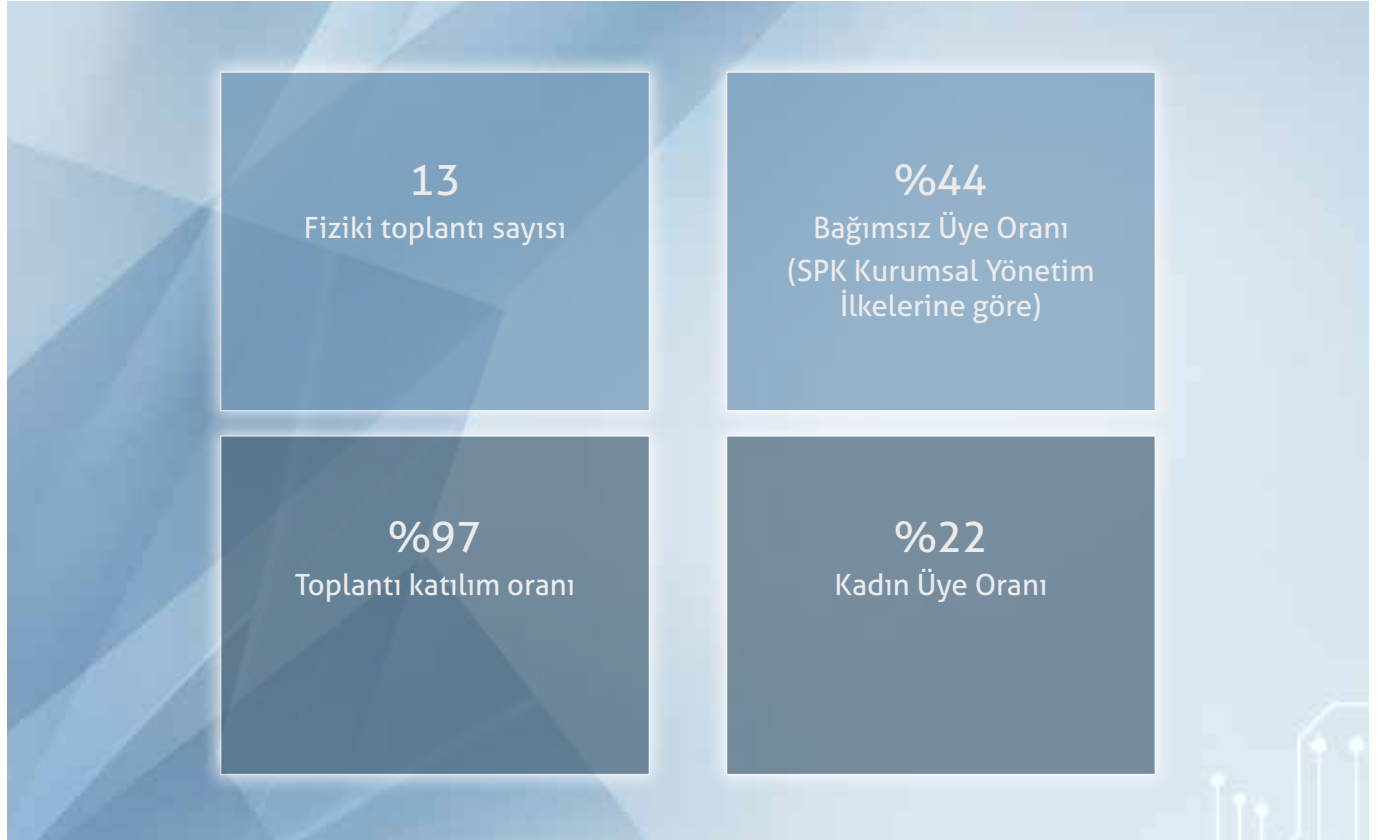 13
Fiziki toplantı sayısı
%44
Bağımsız Üye Oranı
(SPK Kurumsal Yönetim
İlkelerine göre)
%97
Toplantı katılım oranı
%22
Kadın Üye Oranı